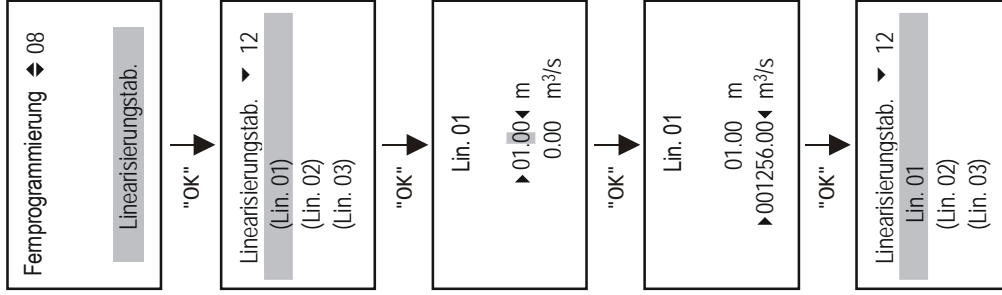 Fernprogrammierung 08
Linearisierungstab.
"OK"
Linearisierungstab. 12
(Lin. 01)
(Lin. 02)
(Lin. 03)
"OK"
Lin. 01
01.00 m
0.00 m³/s
"OK"
Lin. 01
01.00 m
001256.00 m³/s
"OK"
Linearisierungstab. 12
Lin. 01
(Lin. 02)
(Lin. 03)